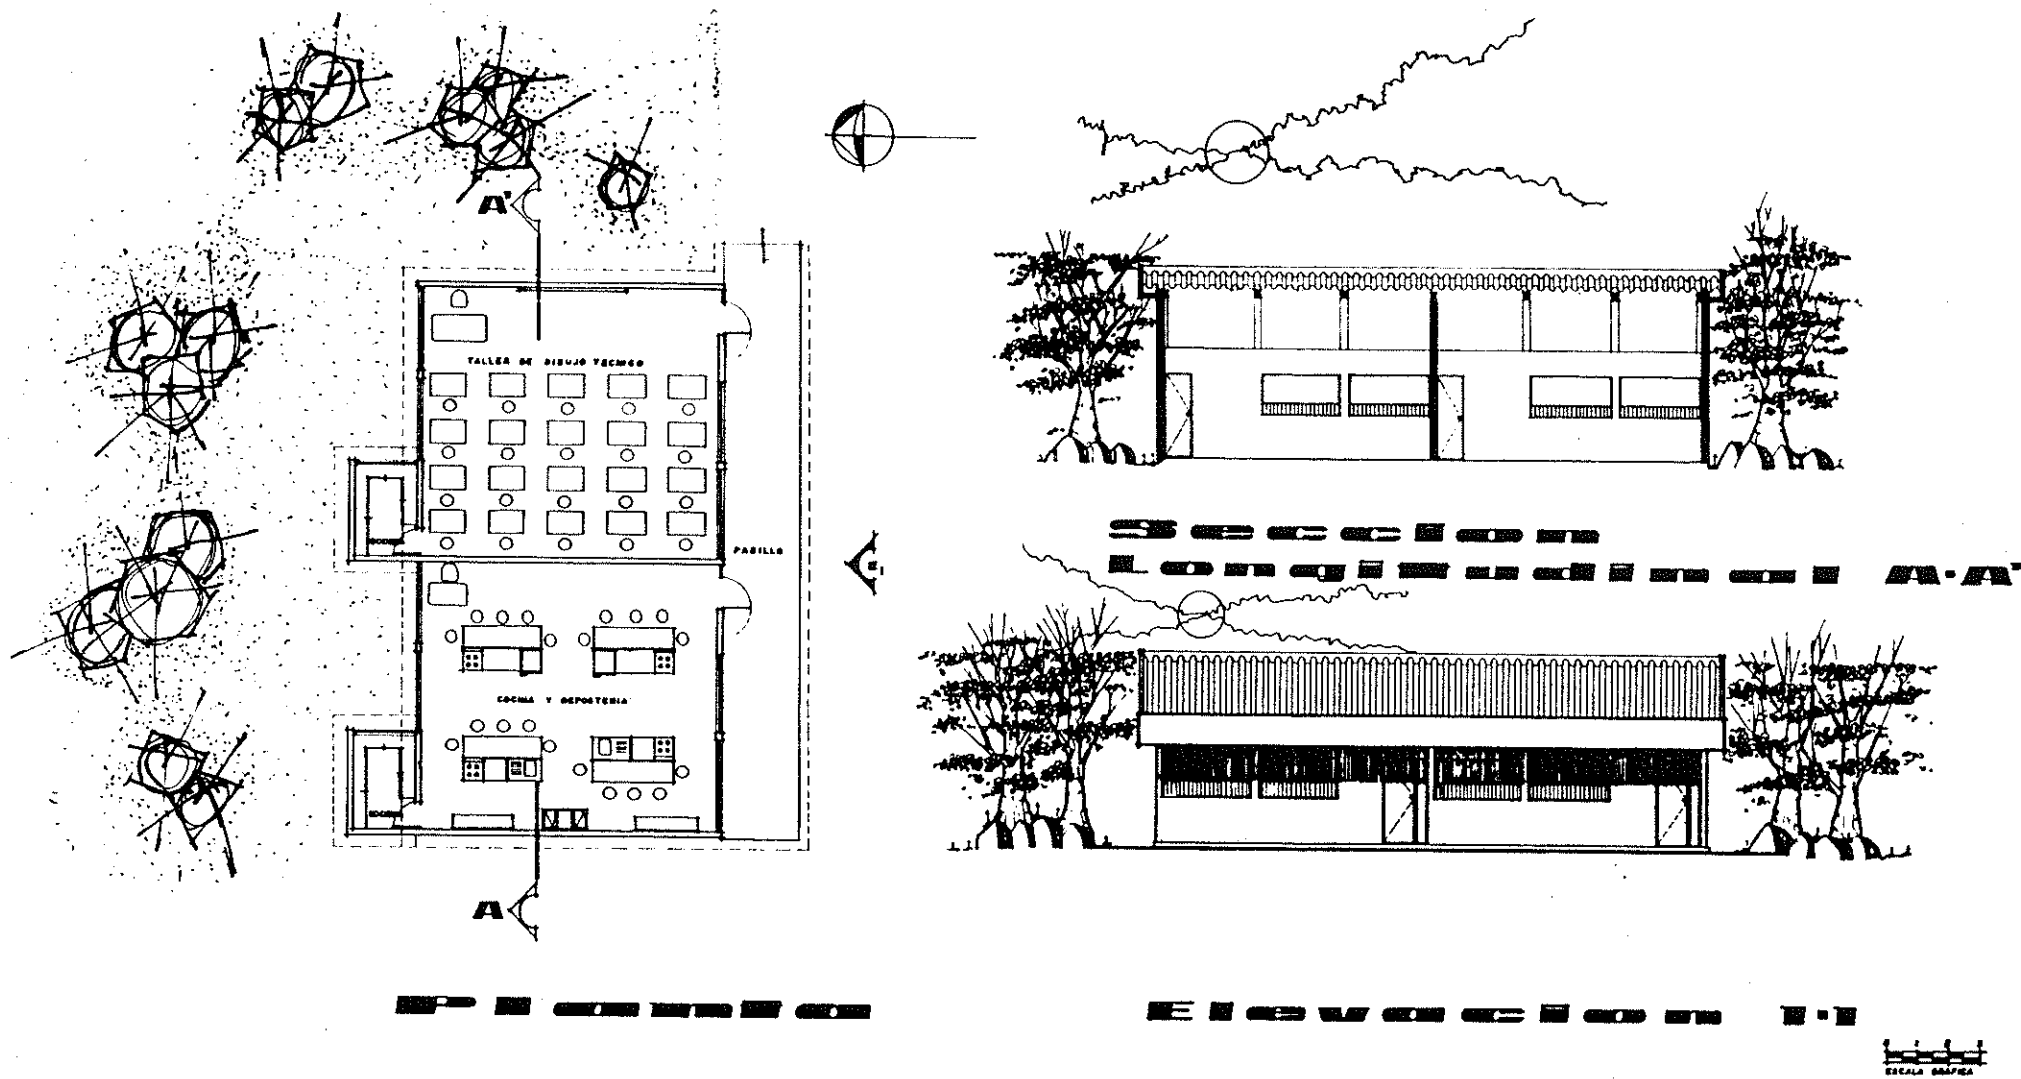 A'
TALLER DE DIBUJO TECNICO
PASILLO
COCINA Y REPOSTERIA
A
Planta
Seccion
Longitudinal A-A'
Elevacion 1-1
ESCALA GRAFICA